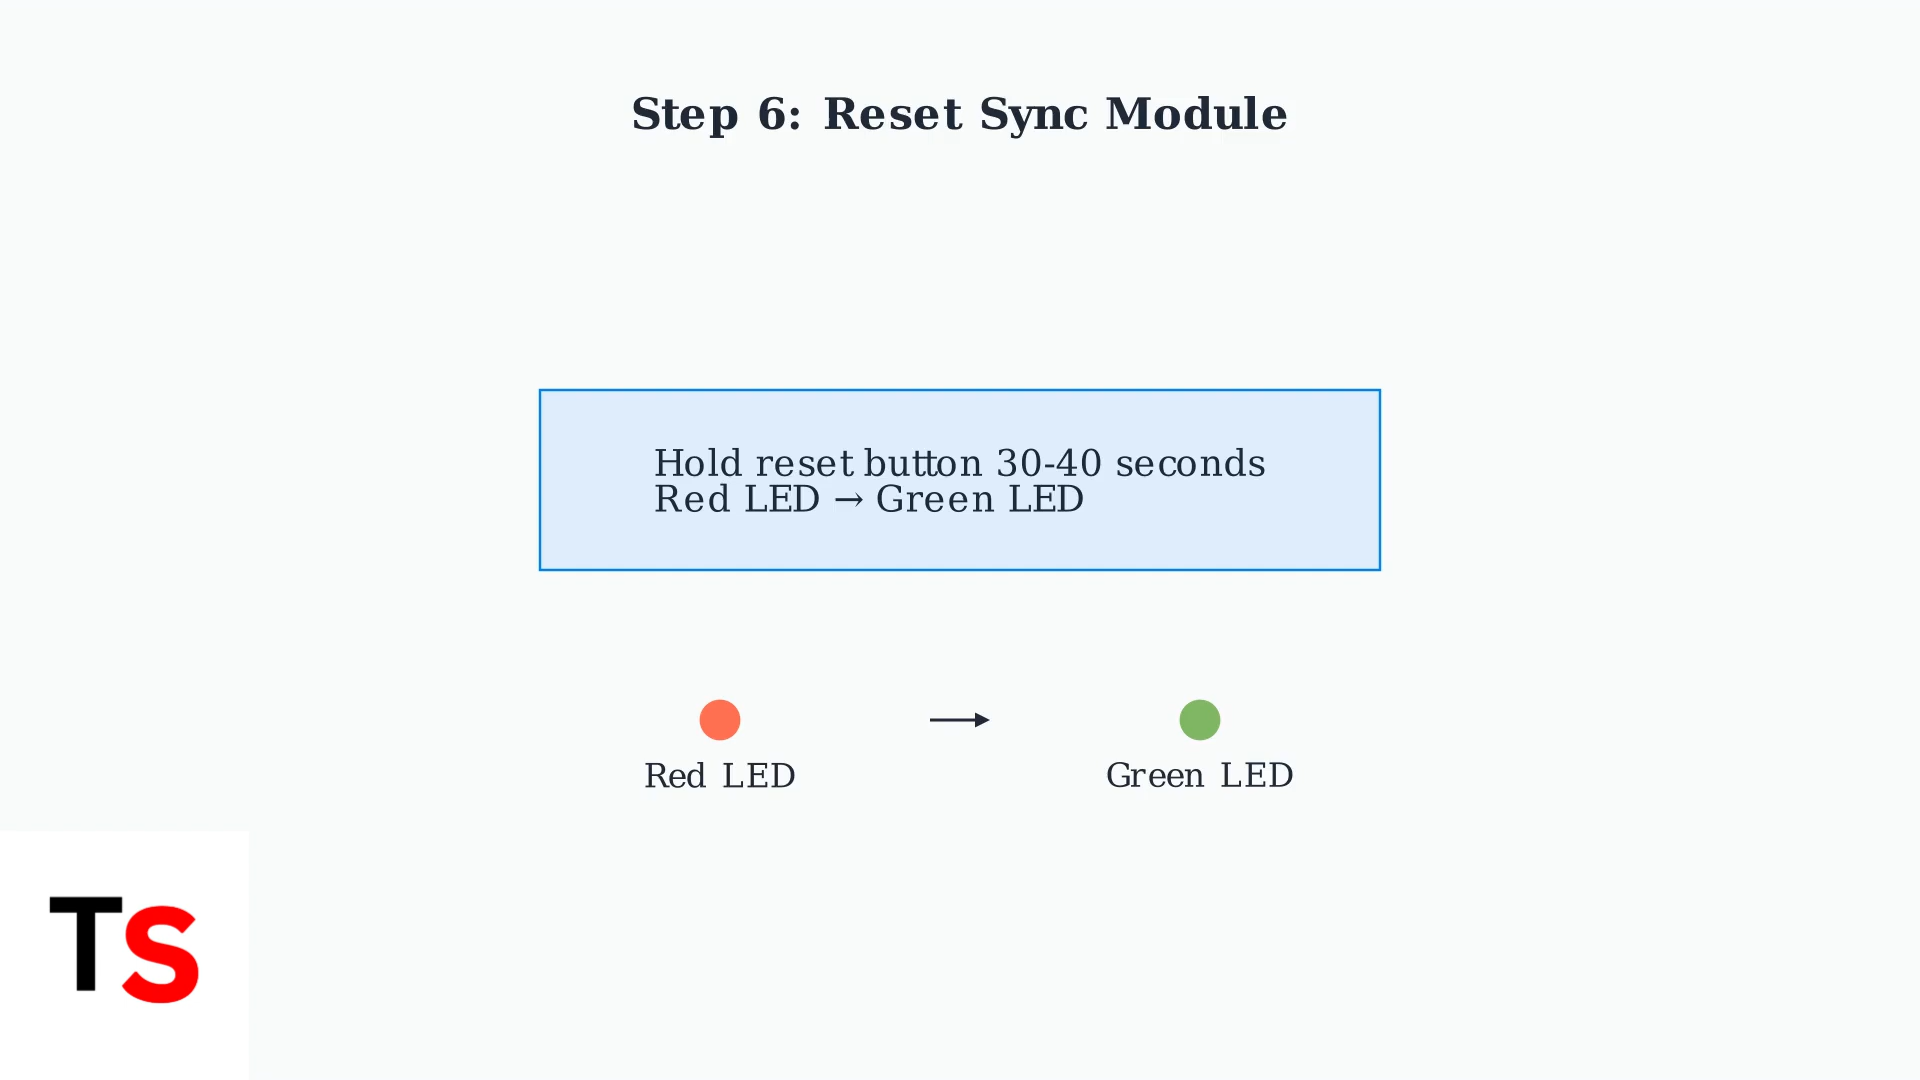 Step 6: Reset Sync Module
Hold reset button 30-40 seconds
Red LED → Green LED
Red LED
Green LED
TS